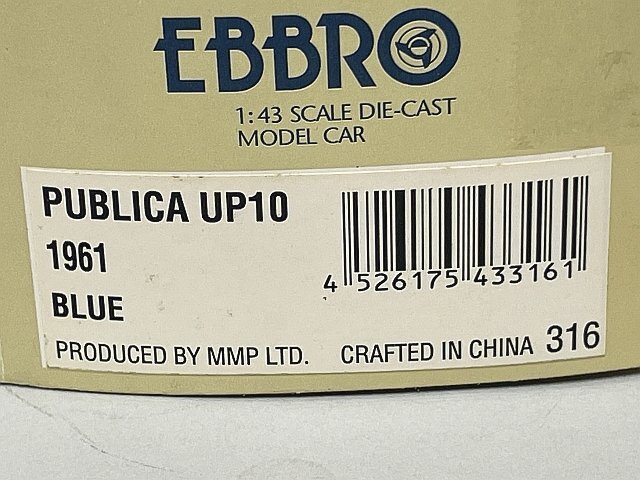 EBBRO
1:43 SCALE DIE-CAST
MODEL CAR
PUBLICA UP10
1961
BLUE
4 526175 433161
PRODUCED BY MMP LTD. CRAFTED IN CHINA 316